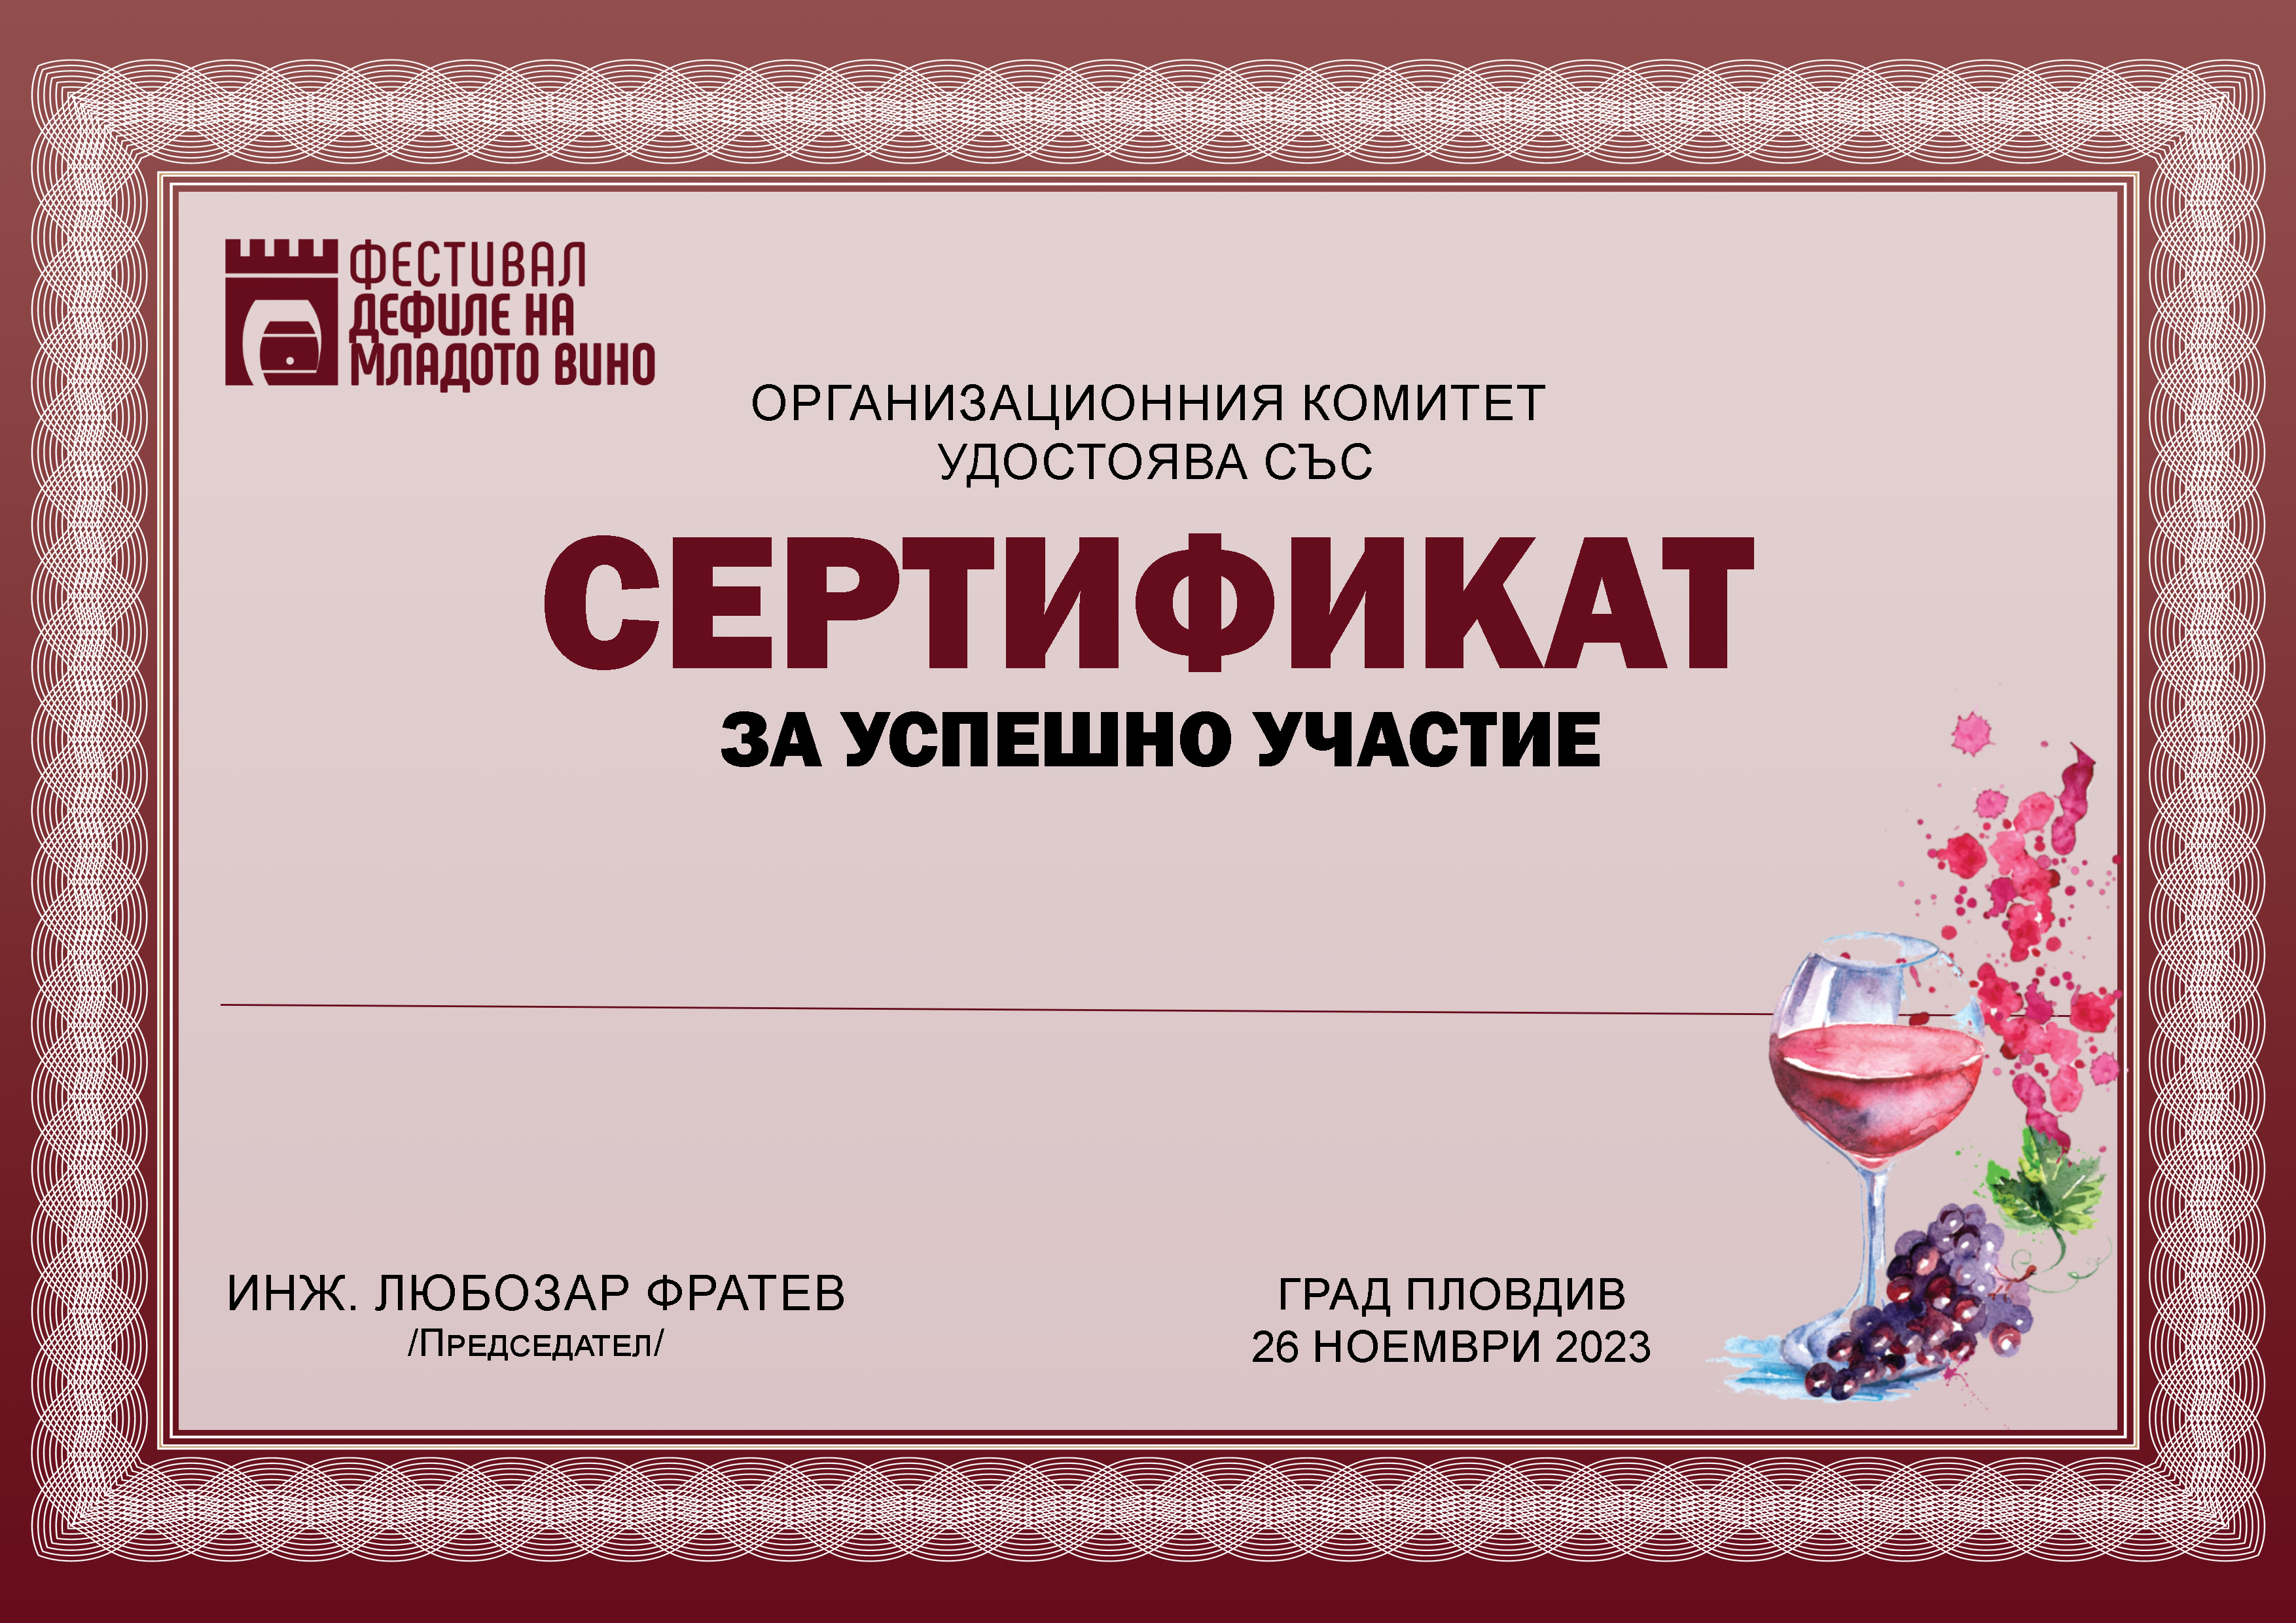 ФЕСТИВАЛ
ДЕФИЛЕ НА
МЛАДОТО ВИНО
ОРГАНИЗАЦИОННИЯ КОМИТЕТ
УДОСТОЯВА СЪС
СЕРТИФИКАТ
ЗА УСПЕШНО УЧАСТИЕ
ИНЖ. ЛЮБОЗАР ФРАТЕВ
/ПРЕДСЕДАТЕЛ/
ГРАД ПЛОВДИВ
26 НОЕМВРИ 2023